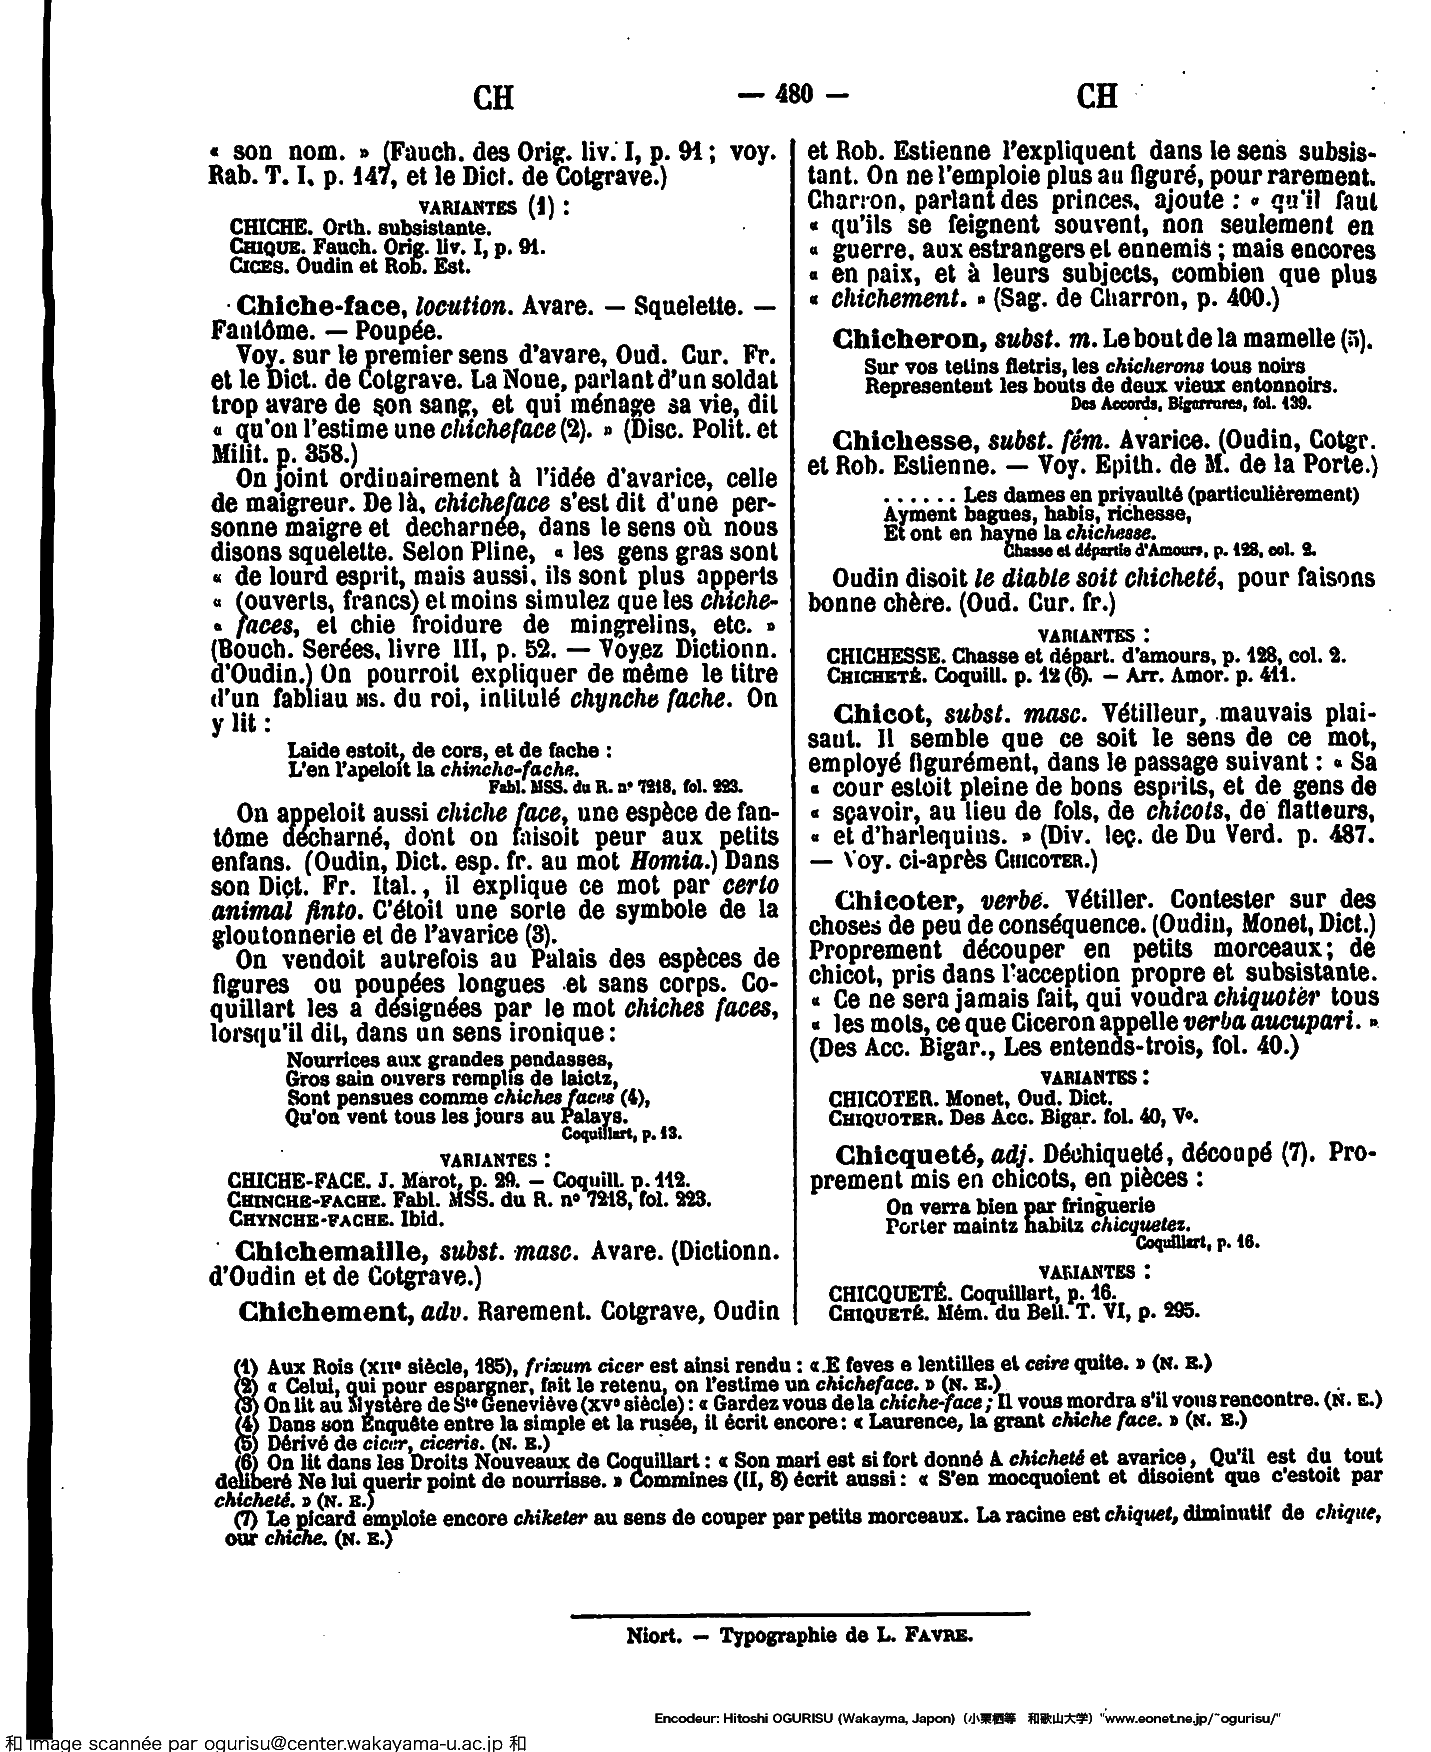 CH — 480 — CH
« son nom. » (Fauch. des Orig. liv. I, p. 91 ; voy.
Rab. T. I, p. 147, et le Dict. de Cotgrave.)
VARIANTES (1) :
CHICHE. Orth. subsistante.
CHIQUE. Fauch. Orig. liv. I, p. 91.
CICES. Oudin et Rob. Est.
Chiche-face, locution. Avare. — Squelette. —
Fantôme. — Poupée.
Voy. sur le premier sens d'avare, Oud. Cur. Fr.
et le Dict. de Cotgrave. La Noue, parlant d'un soldat
trop avare de son sang, et qui ménage sa vie, dit
« qu'on l'estime une chicheface (2). » (Disc. Polit. et
Milit. p. 358.)
On joint ordinairement à l'idée d'avarice, celle
de maigreur. De là, chicheface s'est dit d'une per-
sonne maigre et decharnée, dans le sens où nous
disons squelette. Selon Pline, « les gens gras sont
« de lourd esprit, mais aussi, ils sont plus apperts
« (ouverts, francs) et moins simulez que les chiche-
« faces, et chie froidure de mingrelins, etc. »
(Bouch. Serées, livre III, p. 52. — Voyez Dictionn.
d'Oudin.) On pourroit expliquer de même le titre
d'un fabliau MS. du roi, intitulé chynche fache. On
y lit :
Laide estoit, de cors, et de fache :
L'en l'apeloit la chinche-fache.
Fabl. MSS. du R. n° 7218, fol. 223.
On appeloit aussi chiche face, une espèce de fan-
tôme décharné, dont on faisoit peur aux petits
enfans. (Oudin, Dict. esp. fr. au mot Homia.) Dans
son Dict. Fr. Ital., il explique ce mot par certo
animal finto. C'étoit une sorte de symbole de la
gloutonnerie et de l'avarice (3).
On vendoit autrefois au Palais des espèces de
figures ou poupées longues et sans corps. Co-
quillart les a désignées par le mot chiches faces,
lorsqu'il dit, dans un sens ironique :
Nourrices aux grandes pendasses,
Gros sain ouvers remplis de laictz,
Sont pensues comme chiches faces (4),
Qu'on vent tous les jours au Palays.
Coquillart, p. 13.
VARIANTES :
CHICHE-FACE. J. Marot, p. 29. — Coquill. p. 112.
CHINCHE-FACHE. Fabl. MSS. du R. n° 7218, fol. 223.
CHYNCHE-FACHE. Ibid.
Chichemaille, subst. masc. Avare. (Dictionn.
d'Oudin et de Cotgrave.)
Chichement, adv. Rarement. Cotgrave, Oudin
et Rob. Estienne l'expliquent dans le sens subsis-
tant. On ne l'emploie plus au figuré, pour rarement.
Charron, parlant des princes, ajoute : « qu'il faut
« qu'ils se feignent souvent, non seulement en
« guerre, aux estrangers et ennemis ; mais encores
« en paix, et à leurs subjects, combien que plus
« chichement. » (Sag. de Charron, p. 400.)
Chicheron, subst. m. Le bout de la mamelle (5).
Sur vos tetins fletris, les chicherons tous noirs
Representent les bouts de deux vieux entonnoirs.
Des Accords, Bigarrures, fol. 139.
Chichesse, subst. fém. Avarice. (Oudin, Cotgr.
et Rob. Estienne. — Voy. Epith. de M. de la Porte.)
...... Les dames en privaulté (particulièrement)
Ayment bagues, habis, richesse,
Et ont en hayne la chichesse.
Chasse et départie d'Amours, p. 128, col. 2.
Oudin disoit le diable soit chicheté, pour faisons
bonne chère. (Oud. Cur. fr.)
VARIANTES :
CHICHESSE. Chasse et départ. d'amours, p. 128, col. 2.
CHICHETÉ. Coquill. p. 12 (6). — Arr. Amor. p. 411.
Chicot, subst. masc. Vétilleur, mauvais plai-
sant. Il semble que ce soit le sens de ce mot,
employé figurément, dans le passage suivant : « Sa
« cour estoit pleine de bons esprits, et de gens de
« sçavoir, au lieu de fols, de chicots, de flatteurs,
« et d'harlequins. » (Div. leç. de Du Verd. p. 487.
— Voy. ci-après CHICOTER.)
Chicoter, verbe. Vétiller. Contester sur des
choses de peu de conséquence. (Oudin, Monet, Dict.)
Proprement découper en petits morceaux ; de
chicot, pris dans l'acception propre et subsistante.
« Ce ne sera jamais fait, qui voudra chiquoter tous
« les mots, ce que Ciceron appelle verba aucupari. »
(Des Acc. Bigar., Les entends-trois, fol. 40.)
VARIANTES :
CHICOTER. Monet, Oud. Dict.
CHIQUOTER. Des Acc. Bigar. fol. 40, V°.
Chicqueté, adj. Déchiqueté, découpé (7). Pro-
prement mis en chicots, en pièces :
On verra bien par fringuerie
Porter maintz habitz chicquetez.
Coquillart, p. 16.
VARIANTES :
CHICQUETÉ. Coquillart, p. 16.
CHIQUETÉ. Mém. du Bell. T. VI, p. 295.
(1) Aux Rois (XIIe siècle, 185), frixum cicer est ainsi rendu : « E feves e lentilles et ceire quite. » (N. E.)
(2) « Celui, qui pour espargner, fait le retenu, on l'estime un chicheface. » (N. E.)
(3) On lit au Mystère de Ste Geneviève (XVe siècle) : « Gardez vous de la chiche-face ; Il vous mordra s'il vous rencontre. (N. E.)
(4) Dans son Enquête entre la simple et la rusée, il écrit encore : « Laurence, la grant chiche face. » (N. E.)
(5) Dérivé de cicer, ciceris. (N. E.)
(6) On lit dans les Droits Nouveaux de Coquillart : « Son mari est si fort donné A chicheté et avarice, Qu'il est du tout
deliberé Ne lui querir point de nourrisse. » Commines (II, 8) écrit aussi : « S'en mocquoient et disoient que c'estoit par
chicheté. » (N. E.)
(7) Le picard emploie encore chiketer au sens de couper par petits morceaux. La racine est chiquet, diminutif de chique,
our chiche. (N. E.)
Niort. — Typographie de L. FAVRE.
Encodeur: Hitoshi OGURISU (Wakayma, Japon) (小栗栖等 和歌山大学) "www.eonet.ne.jp/~ogurisu/"
和 Image scannée par ogurisu@center.wakayama-u.ac.jp 和